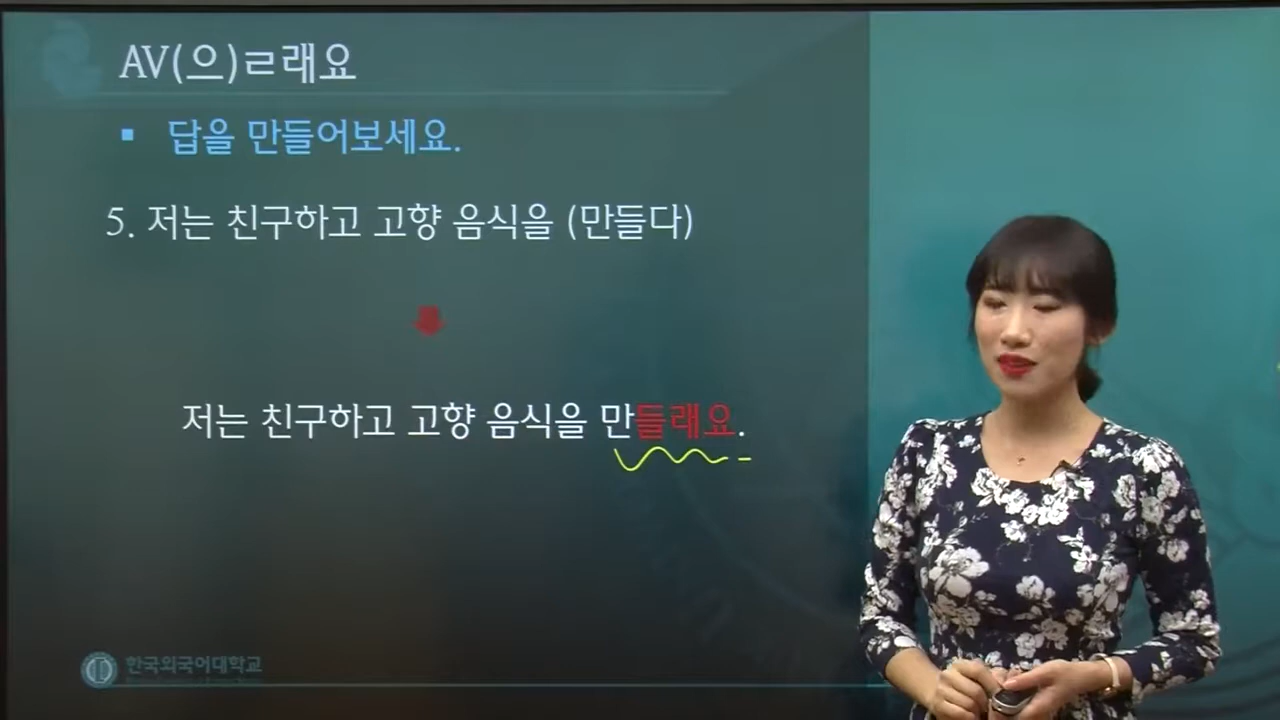 AV(으)ㄹ래요
▪ 답을 만들어보세요.
5. 저는 친구하고 고향 음식을 (만들다)
저는 친구하고 고향 음식을 만들래요.
한국외국어대학교